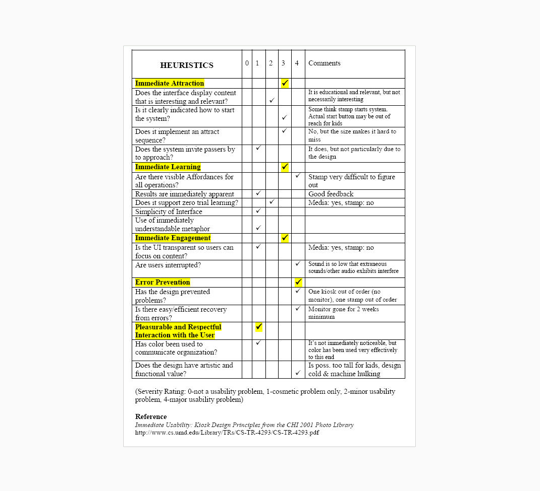 HEURISTICS 0 1 2 3 4 Comments
Immediate Attraction ✓
Does the interface display content ✓ It is educational and relevant, but not
that is interesting and relevant? necessarily interesting
Is it clearly indicated how to start ✓ Some think stamp starts system.
the system? Actual start button may be out of
reach for kids
Does it implement an attract ✓ No, but the size makes it hard to
sequence? miss
Does the system invite passers by ✓ It does, but not particularly due to
to approach? the design
Immediate Learning ✓
Are there visible Affordances for ✓ Stamp very difficult to figure
all operations? out
Results are immediately apparent ✓ Good feedback
Does it support zero trial learning? ✓ Media: yes, stamp: no
Simplicity of Interface ✓
Use of immediately ✓
understandable metaphor
Immediate Engagement ✓
Is the UI transparent so users can ✓ Media: yes, stamp: no
focus on content?
Are users interrupted? ✓ Sound is so low that extraneous
sounds/other audio exhibits interfere
Error Prevention ✓
Has the design prevented ✓ One kiosk out of order (no
problems? monitor), one stamp out of order
Is there easy/efficient recovery ✓ Monitor gone for 2 weeks
from errors? minimum
Pleasurable and Respectful ✓
Interaction with the User
Has color been used to ✓ It's not immediately noticeable, but
communicate organization? color has been used very effectively
to this end
Does the design have artistic and ✓ Is poss. too tall for kids, design
functional value? cold & machine hulking
(Severity Rating: 0-not a usability problem, 1-cosmetic problem only, 2-minor usability
problem, 4-major usability problem)
Reference
Immediate Usability: Kiosk Design Principles from the CHI 2001 Photo Library
http://www.cs.umd.edu/Library/TRs/CS-TR-4293/CS-TR-4293.pdf